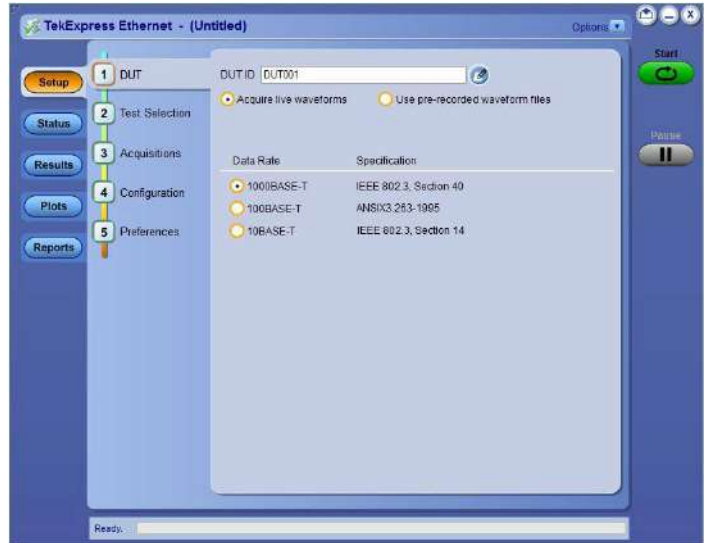 TekExpress Ethernet - (Untitled)
Options
Start
Setup
1 DUT
DUT ID DUT001
Acquire live waveforms
Use pre-recorded waveform files
2 Test Selection
Status
Pause
3 Acquisitions
Results
Data Rate Specification
1000BASE-T IEEE 802.3, Section 40
4 Configuration
Plots
100BASE-T ANSIX3.263-1995
5 Preferences
10BASE-T IEEE 802.3, Section 14
Reports
Ready.